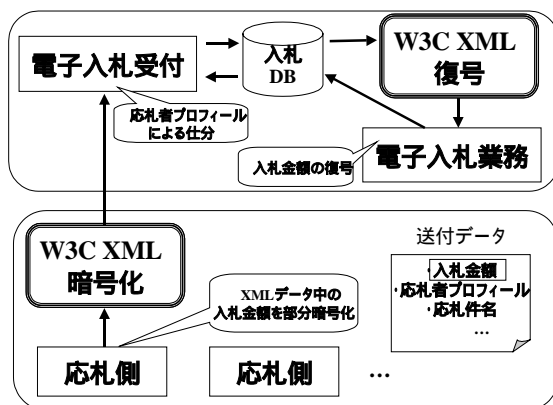 電子入札受付
入札
DB
W3C XML
復号
応札者プロフィール
による仕分
入札金額の復号
電子入札業務
W3C XML
暗号化
XMLデータ中の
入札金額を部分暗号化
送付データ
・入札金額
・応札者プロフィール
・応札件名
…
応札側
応札側
…